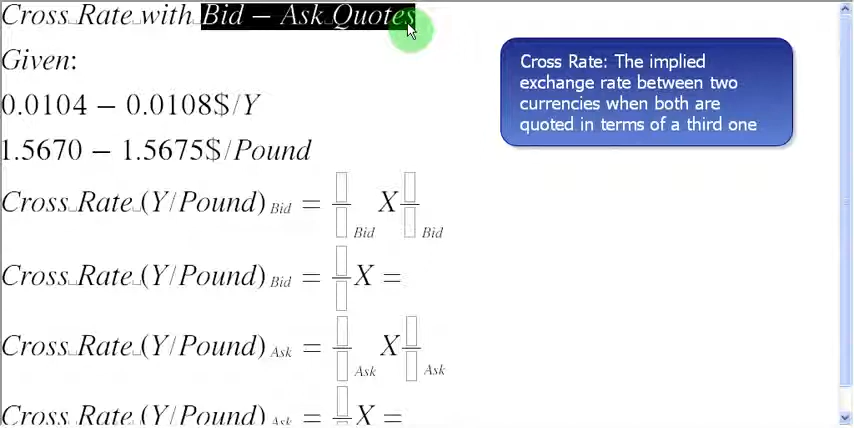 Cross Rate with Bid – Ask Quotes
Given:
0.0104 – 0.0108$/Y
1.5670 – 1.5675$/Pound
Cross Rate (Y/Pound) Bid = Bid X Bid
Cross Rate (Y/Pound) Bid = X =
Cross Rate (Y/Pound) Ask = Ask X Ask
Cross Rate (Y/Pound) Ask = X =
Cross Rate: The implied
exchange rate between two
currencies when both are
quoted in terms of a third one